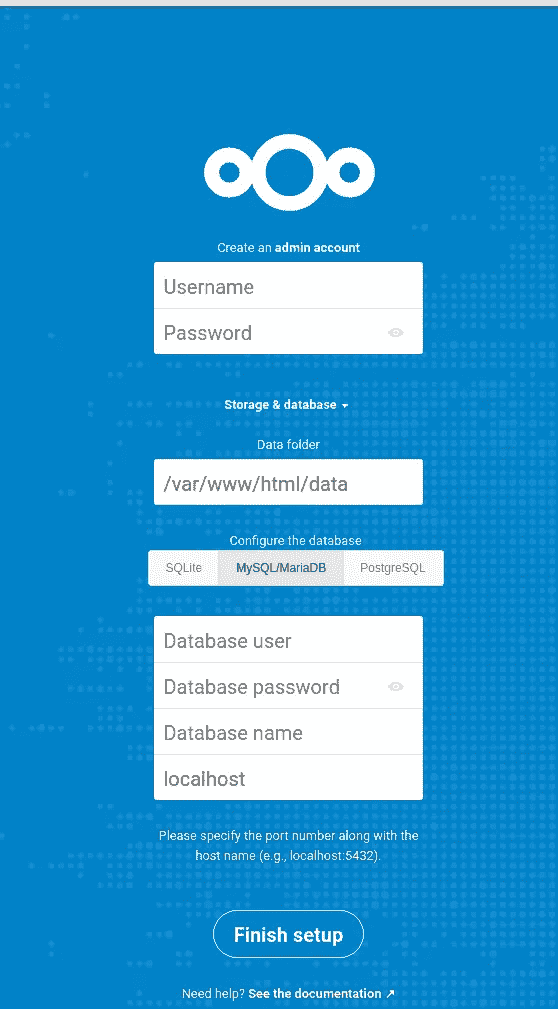 Create an admin account
Username
Password
Storage & database
Data folder
/var/www/html/data
Configure the database
SQLite MySQL/MariaDB PostgreSQL
Database user
Database password
Database name
localhost
Please specify the port number along with the
host name (e.g., localhost:5432).
Finish setup
Need help? See the documentation ↗